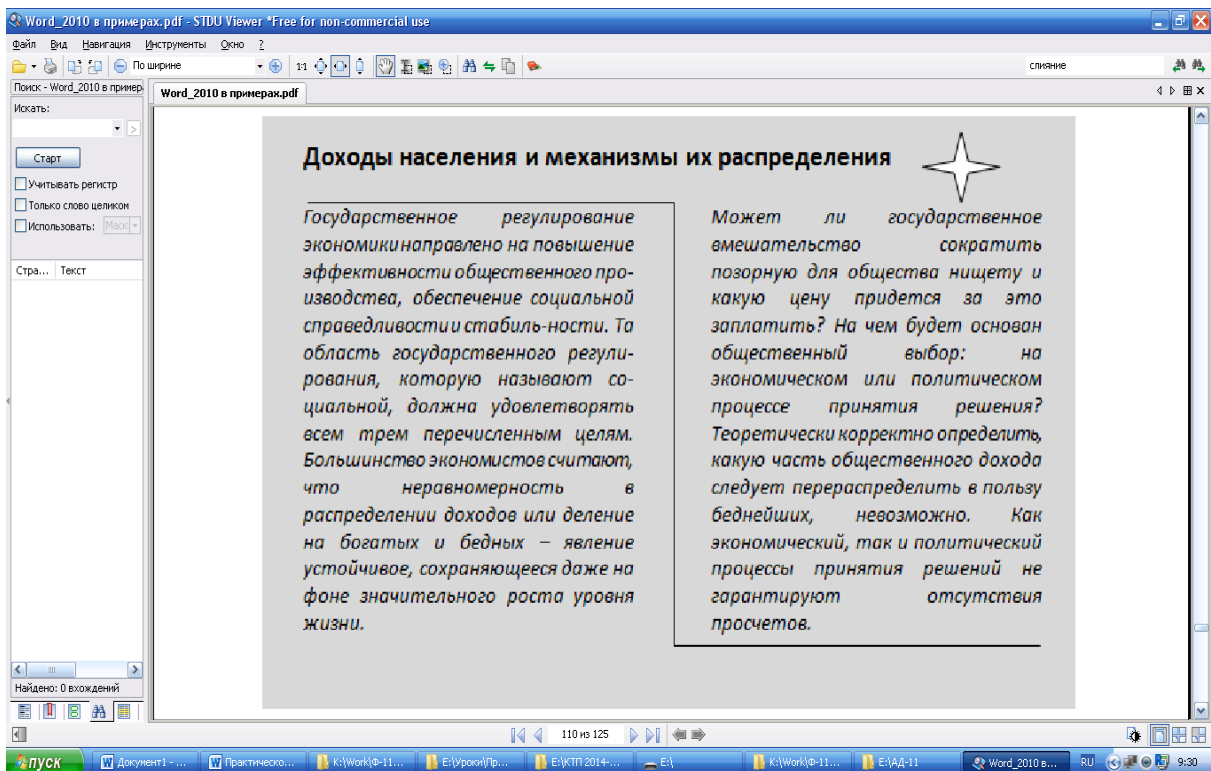 Word_2010 в примерах.pdf - STDU Viewer *Free for non-commercial use
Файл Вид Навигация Инструменты Окно ?
По ширине 1:1 слияние
Поиск - Word_2010 в пример
Word_2010 в примерах.pdf
Искать:
Старт
Учитывать регистр
Только слово целиком
Использовать: Маск
Стра... Текст
Найдено: 0 вхождений
Доходы населения и механизмы их распределения
Государственное регулирование
экономики направлено на повышение
эффективности общественного про-
изводства, обеспечение социальной
справедливости и стабиль-ности. Та
область государственного регули-
рования, которую называют со-
циальной, должна удовлетворять
всем трем перечисленным целям.
Большинство экономистов считают,
что неравномерность в
распределении доходов или деление
на богатых и бедных – явление
устойчивое, сохраняющееся даже на
фоне значительного роста уровня
жизни.
Может ли государственное
вмешательство сократить
позорную для общества нищету и
какую цену придется за это
заплатить? На чем будет основан
общественный выбор: на
экономическом или политическом
процессе принятия решения?
Теоретически корректно определить,
какую часть общественного дохода
следует перераспределить в пользу
беднейших, невозможно. Как
экономический, так и политический
процессы принятия решений не
гарантируют отсутствия
просчетов.
110 из 125
пуск Документ1 - ... Практическо... K:\Work\Ф-11... E:\Уроки\Пр... E:\КТП 2014-... E:\ K:\Work\Ф-11... E:\АД-11 Word_2010 в... RU 9:30